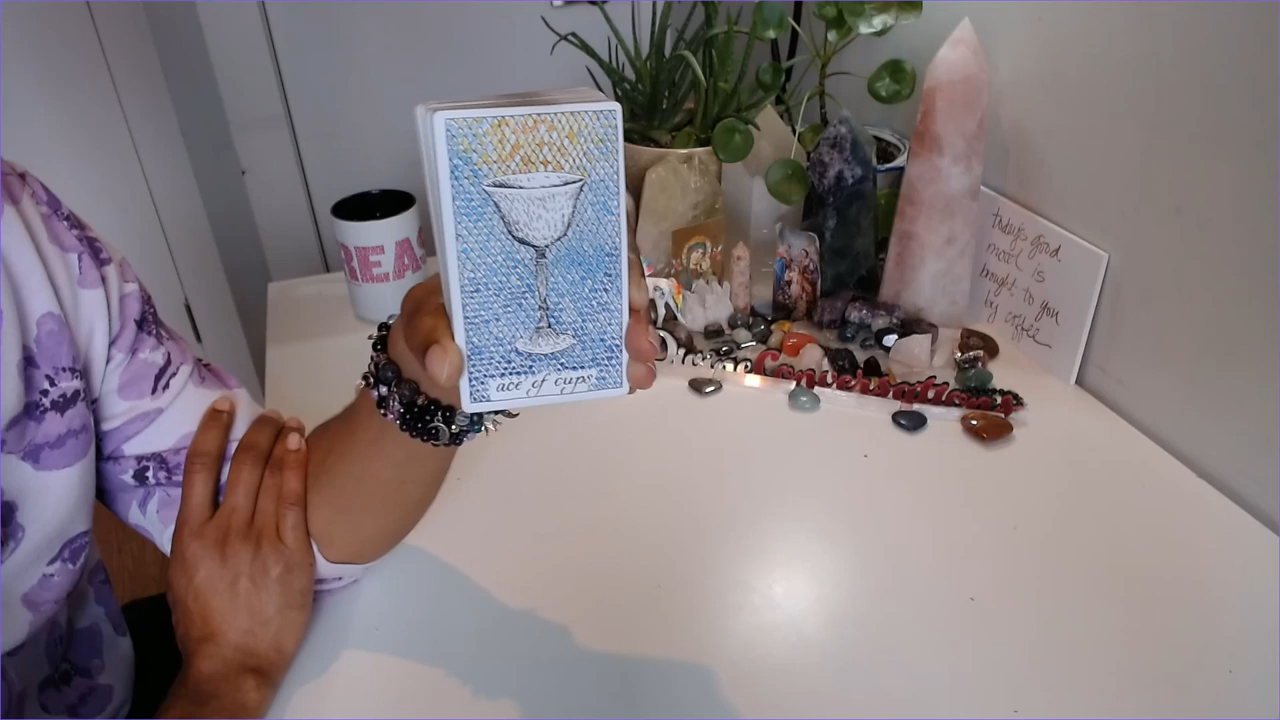 REA
ace of cups
Conversations
today's good
mood is
brought to you
by coffee